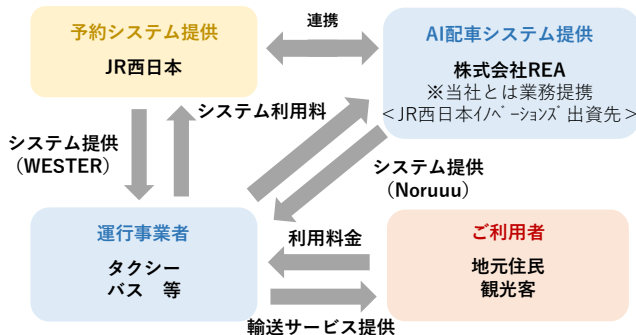 予約システム提供
JR西日本
連携
AI配車システム提供
株式会社REA
※当社とは業務提携
＜JR西日本ｲﾉﾍﾞｰｼｮﾝｽﾞ出資先＞
システム利用料
システム提供
（WESTER）
システム提供
（Noruuu）
運行事業者
タクシー
バス　等
利用料金
ご利用者
地元住民
観光客
輸送サービス提供